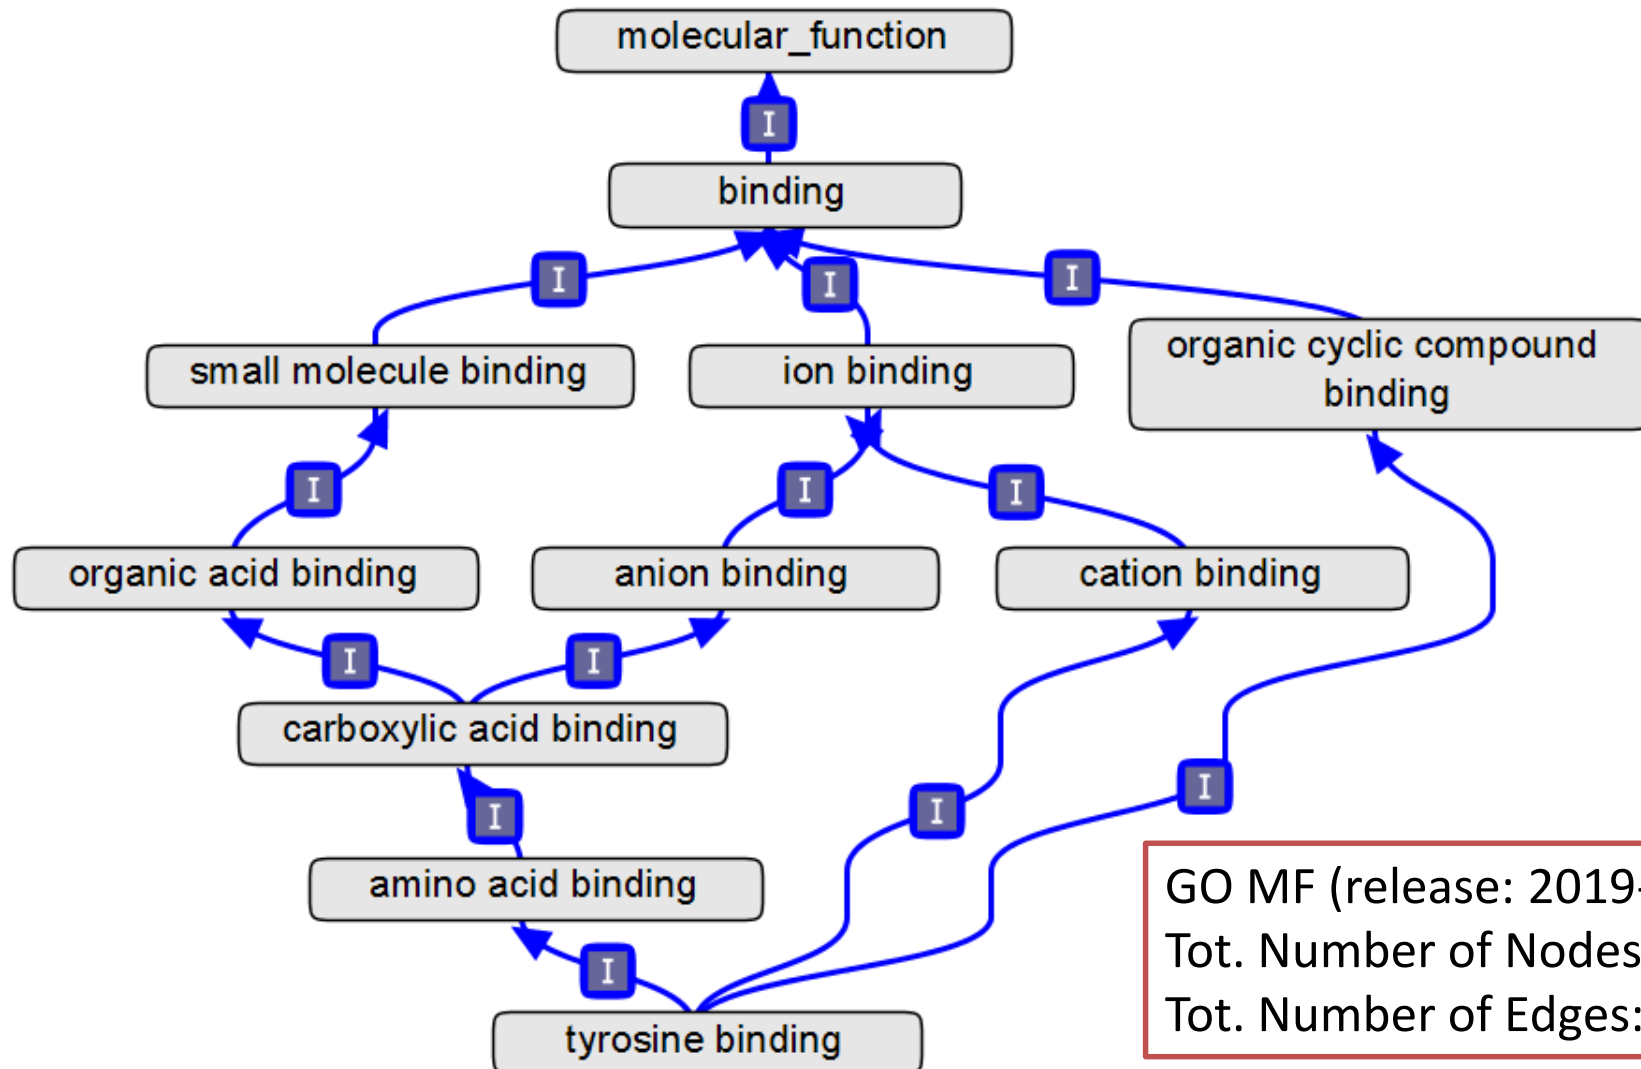 molecular_function
I
binding
I
I
I
small molecule binding
ion binding
organic cyclic compound
binding
I
I
I
organic acid binding
anion binding
cation binding
I
I
carboxylic acid binding
I
I
I
amino acid binding
GO MF (release: 2019-
Tot. Number of Nodes
I
Tot. Number of Edges:
tyrosine binding